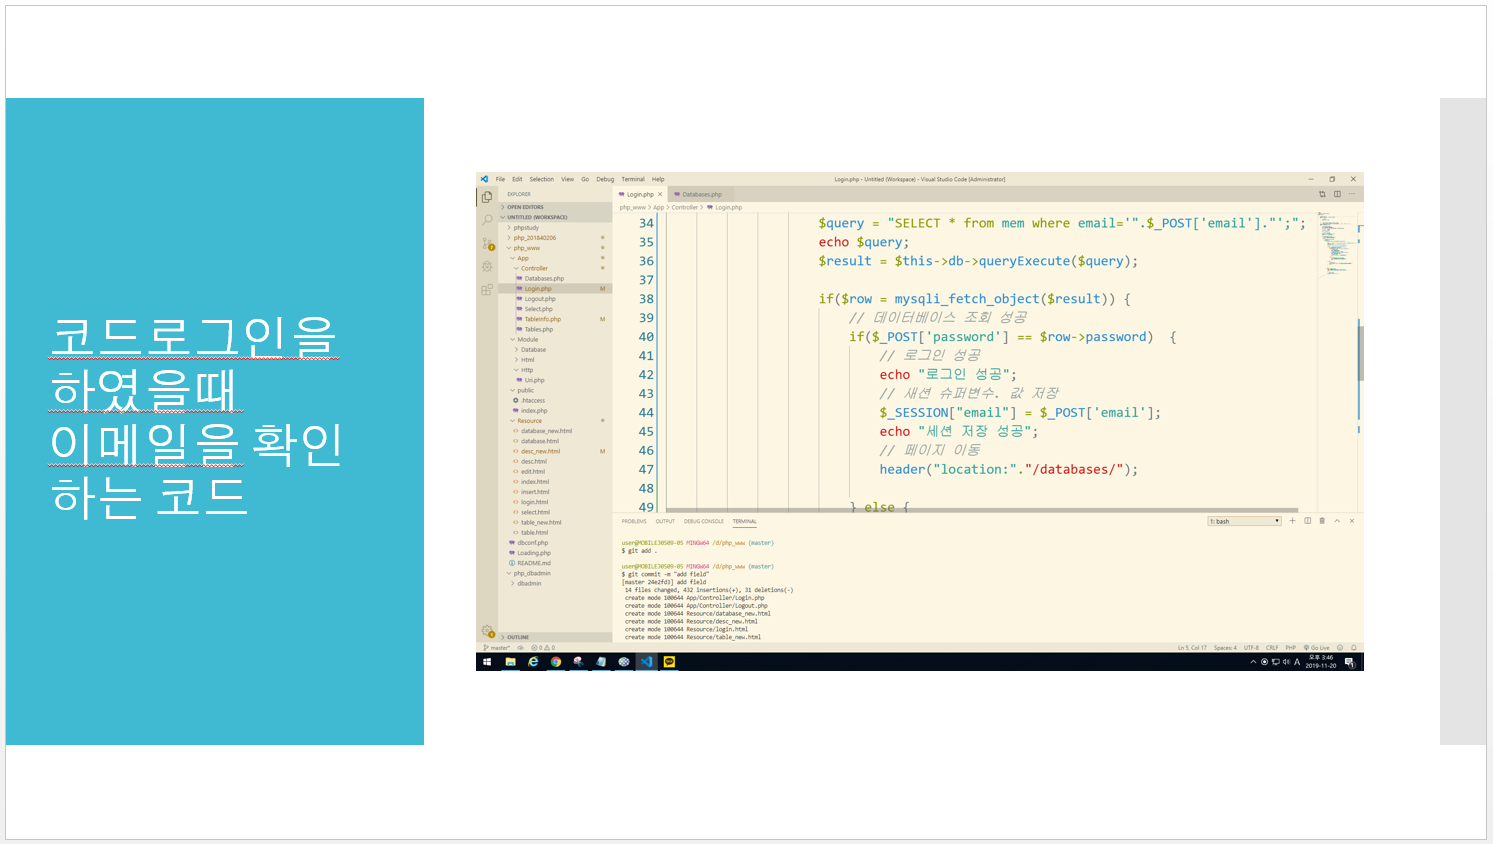 코드로그인을
하였을때
이메일을 확인
하는 코드
File Edit Selection View Go Debug Terminal Help
Login.php - Untitled (Workspace) - Visual Studio Code [Administrator]
EXPLORER
OPEN EDITORS
UNTITLED (WORKSPACE)
phpstudy
php_201840206
php_www
App
Controller
Databases.php
Login.php M
Logout.php
Select.php
TableInfo.php M
Tables.php
Module
Database
Html
Http
Uri.php
public
.htaccess
index.php
Resource
database_new.html
database.html
desc_new.html M
desc.html
edit.html
index.html
insert.html
login.html
select.html
table_new.html
table.html
dbconf.php
Loading.php
README.md
php_dbadmin
dbadmin
OUTLINE
Login.php Databases.php
php_www > App > Controller > Login.php
34 $query = "SELECT * from mem where email='".$_POST['email']."';";
35 echo $query;
36 $result = $this->db->queryExecute($query);
37
38 if($row = mysqli_fetch_object($result)) {
39 // 데이터베이스 조회 성공
40 if($_POST['password'] == $row->password) {
41 // 로그인 성공
42 echo "로그인 성공";
43 // 새션 슈퍼변수. 값 저장
44 $_SESSION["email"] = $_POST['email'];
45 echo "세션 저장 성공";
46 // 페이지 이동
47 header("location:"."/databases/");
48
49 } else {
PROBLEMS OUTPUT DEBUG CONSOLE TERMINAL
1: bash
user@MOBILEJ0509-05 MINGW64 /d/php_www (master)
$ git add .
user@MOBILEJ0509-05 MINGW64 /d/php_www (master)
$ git commit -m "add field"
[master 24e2fd3] add field
14 files changed, 432 insertions(+), 31 deletions(-)
create mode 100644 App/Controller/Login.php
create mode 100644 App/Controller/Logout.php
create mode 100644 Resource/database_new.html
create mode 100644 Resource/desc_new.html
create mode 100644 Resource/login.html
create mode 100644 Resource/table_new.html
master* 0 0
Ln 5, Col 17 Spaces: 4 UTF-8 CRLF PHP Go Live
A 오후 3:46
2019-11-20